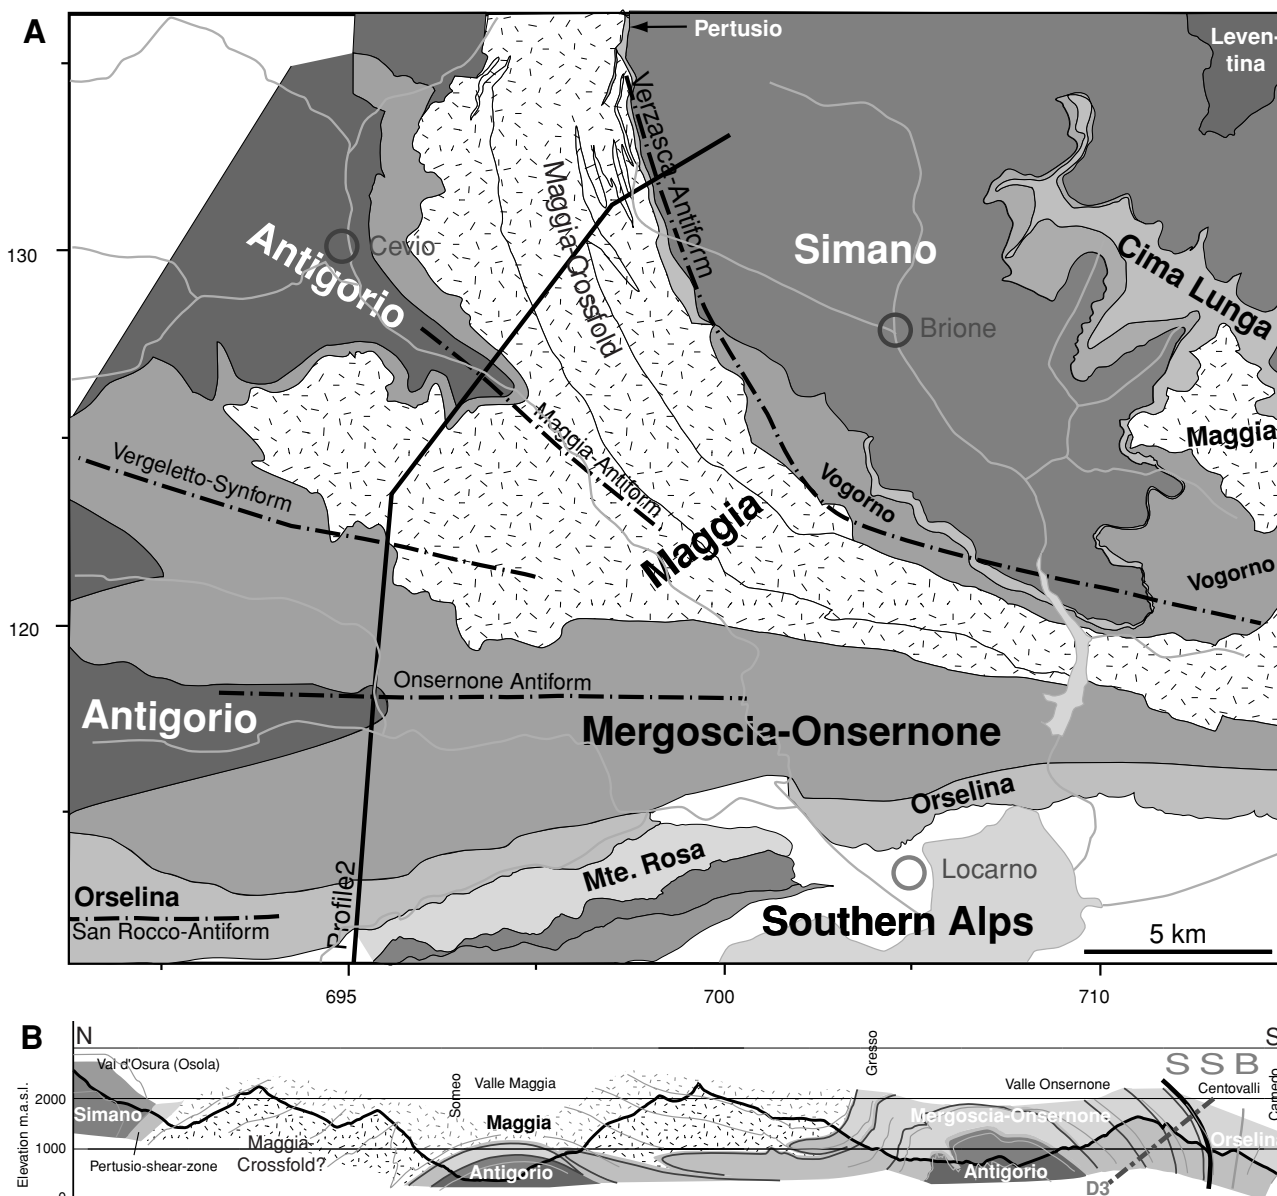 A
Pertusio
Leven-
tina
Verzasca-Antiform
Maggia-Crossfold
130
Antigorio
Cevio
Simano
Cima Lunga
Brione
Maggia-Antiform
Maggia
Vergeletto-Synform
Vogorno
Maggia
Vogorno
120
Onsernone Antiform
Antigorio
Mergoscia-Onsernone
Orselina
Mte. Rosa
Locarno
Orselina
San Rocco-Antiform
Profile2
Southern Alps
5 km
695
700
710
B
N
S
Val d'Osura (Osola)
Someo
Valle Maggia
Gresso
Valle Onsernone
SSB
Centovalli
Camedo
Elevation m.a.s.l.
2000
1000
0
Simano
Maggia
Mergoscia-Onsernone
Orselina
Maggia-
Crossfold?
Pertusio-shear-zone
Antigorio
Antigorio
D3